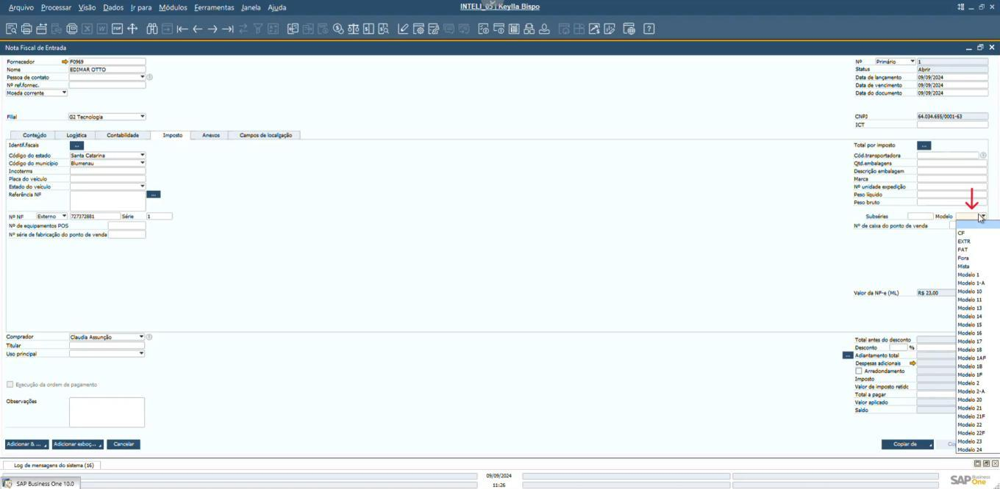 Arquivo Processar Visão Dados Ir para Módulos Ferramentas Janela Ajuda INTELI_05 | Keylla Bispo
Nota Fiscal de Entrada
Fornecedor F0969 Nº Primário 1
Nome EDIMAR OTTO Status Abrir
Pessoa de contato Data de lançamento 09/09/2024
Nº ref.fornec. Data de vencimento 09/09/2024
Moeda corrente Data do documento 09/09/2024
Filial G2 Tecnologia CNPJ 64.034.655/0001-63
ICT
Conteúdo Logística Contabilidade Imposto Anexos Campos de localização
Identif.fiscais ... Total por imposto ...
Código do estado Santa Catarina Cód.transportadora
Código do município Blumenau Qtd.embalagens
Incoterms Descrição embalagem
Placa do veículo Marca
Estado do veículo Nº unidade expedição
Referência NF ... Peso líquido
Peso bruto
Nº NF Externo 727372881 Série 1 Subséries Modelo
Nº de equipamentos POS Nº de caixa do ponto de venda
Nº série de fabricação do ponto de venda
CF
EXTR
FAT
Fora
Mista
Modelo 1
Modelo 1-A
Valor da NF-e (ML) R$ 23,00 Modelo 10
Modelo 11
Modelo 13
Modelo 14
Modelo 15
Modelo 16
Modelo 17
Modelo 18
Modelo 1AF
Modelo 1B
Modelo 1F
Modelo 2
Modelo 2-A
Modelo 20
Modelo 21
Modelo 21F
Modelo 22
Modelo 22F
Modelo 23
Modelo 24
Comprador Claudia Assunção Total antes do desconto
Titular Desconto %
Uso principal ... Adiantamento total
Despesas adicionais
Arredondamento
Imposto
Execução da ordem de pagamento Valor de imposto retido
Total a pagar
Observações Valor aplicado
Saldo
Adicionar & ... Adicionar esboç... Cancelar Copiar de
Log de mensagens do sistema (16)
09/09/2024
11:26
SAP Business One 10.0
SAP Business One